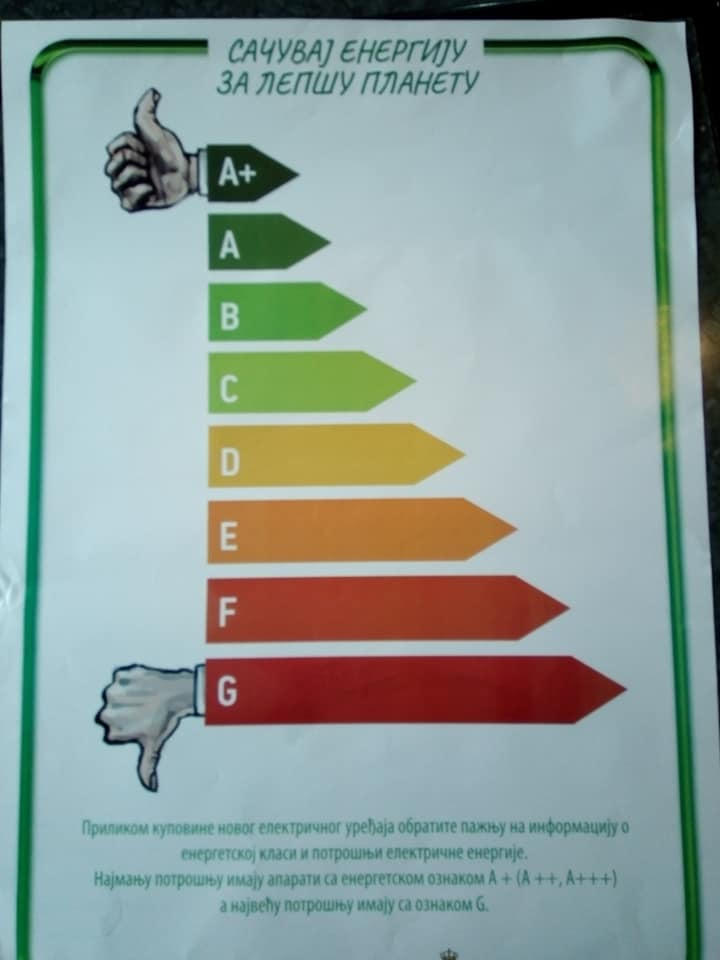 САЧУВАЈ ЕНЕРГИЈУ
ЗА ЛЕПШУ ПЛАНЕТУ
A+
A
B
C
D
E
F
G
Приликом куповине новог електричног уређаја обратите пажњу на информацију о
енергетској класи и потрошњи електричне енергије.
Најмању потрошњу имају апарати са енергетском ознаком A + (A ++, A+++)
а највећу потрошњу имају са ознаком G.